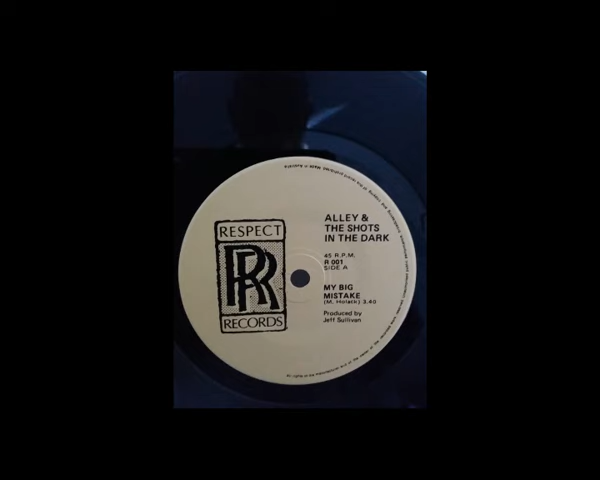 RESPECT
RR
RECORDS
ALLEY &
THE SHOTS
IN THE DARK
45 R.P.M.
R 001
SIDE A
MY BIG
MISTAKE
(M. Holack) 3.40
Produced by
Jeff Sullivan